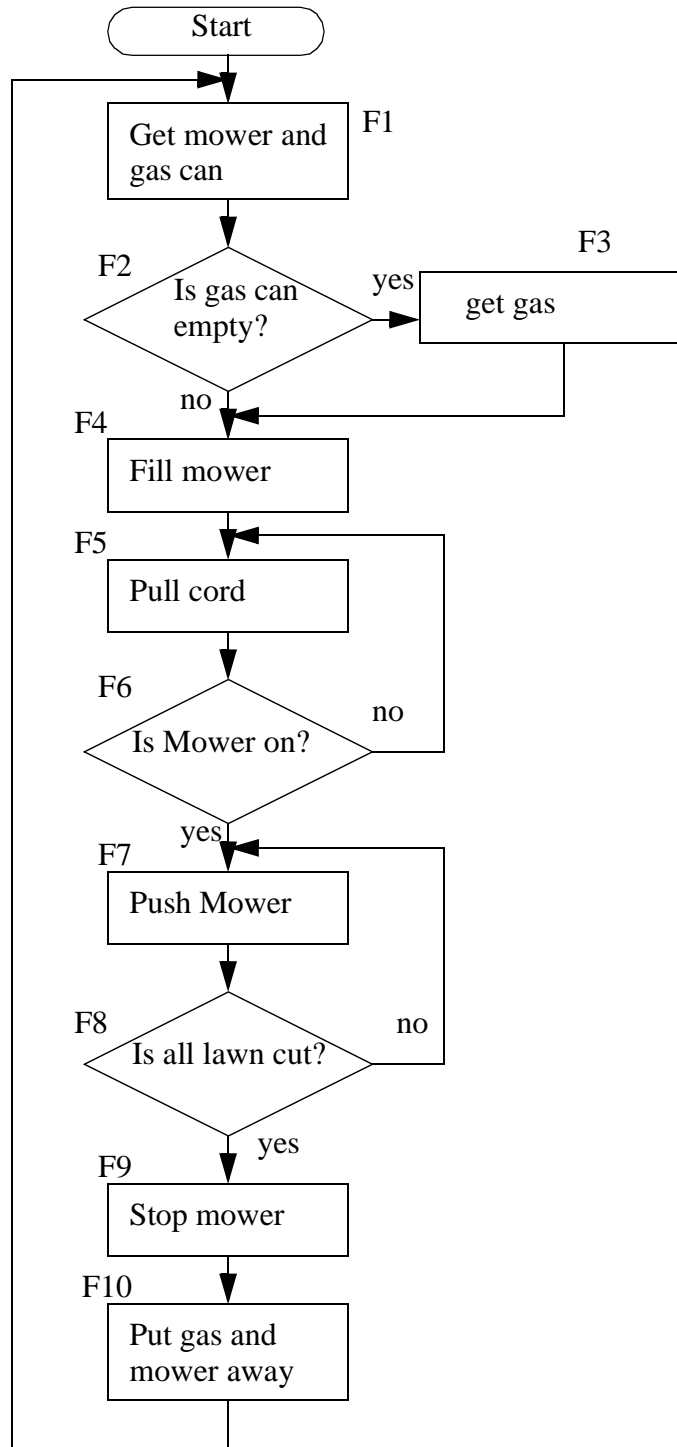 Start
F1
Get mower and
gas can
F2
F3
Is gas can
empty?
yes
get gas
no
F4
Fill mower
F5
Pull cord
F6
Is Mower on?
no
yes
F7
Push Mower
F8
Is all lawn cut?
no
yes
F9
Stop mower
F10
Put gas and
mower away